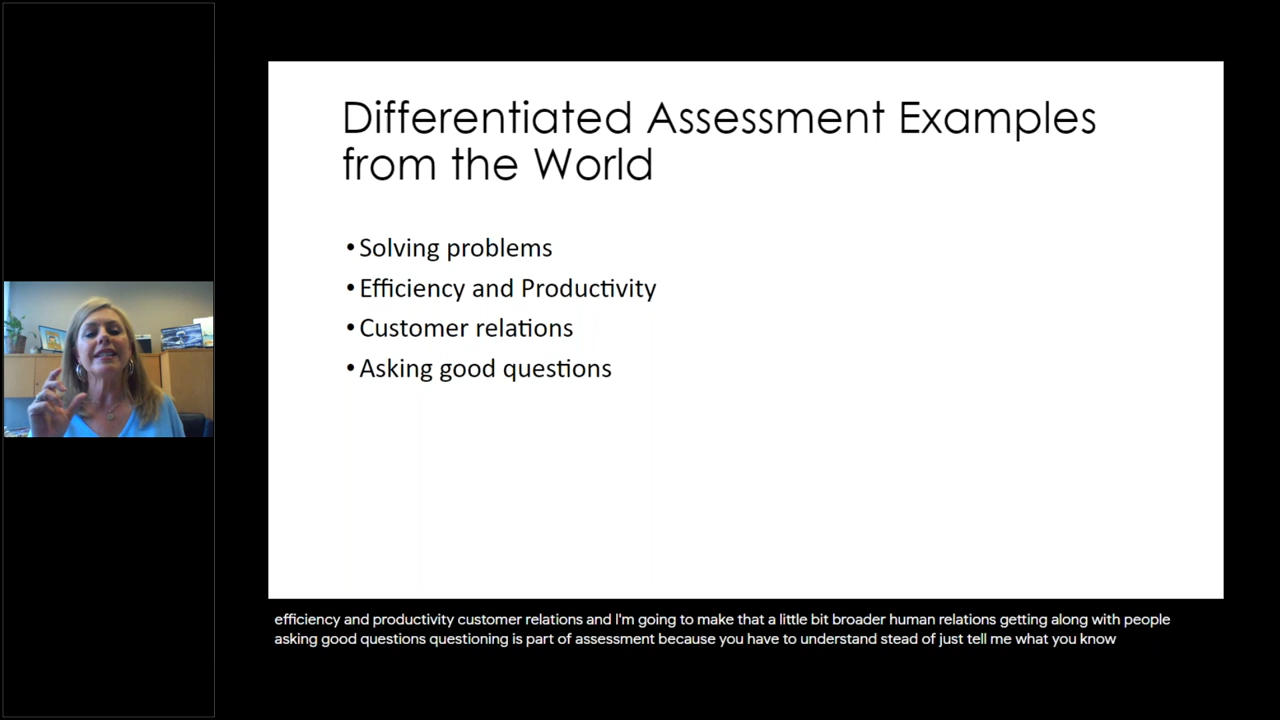 Differentiated Assessment Examples
from the World
• Solving problems
• Efficiency and Productivity
• Customer relations
• Asking good questions
efficiency and productivity customer relations and I'm going to make that a little bit broader human relations getting along with people
asking good questions questioning is part of assessment because you have to understand stead of just tell me what you know